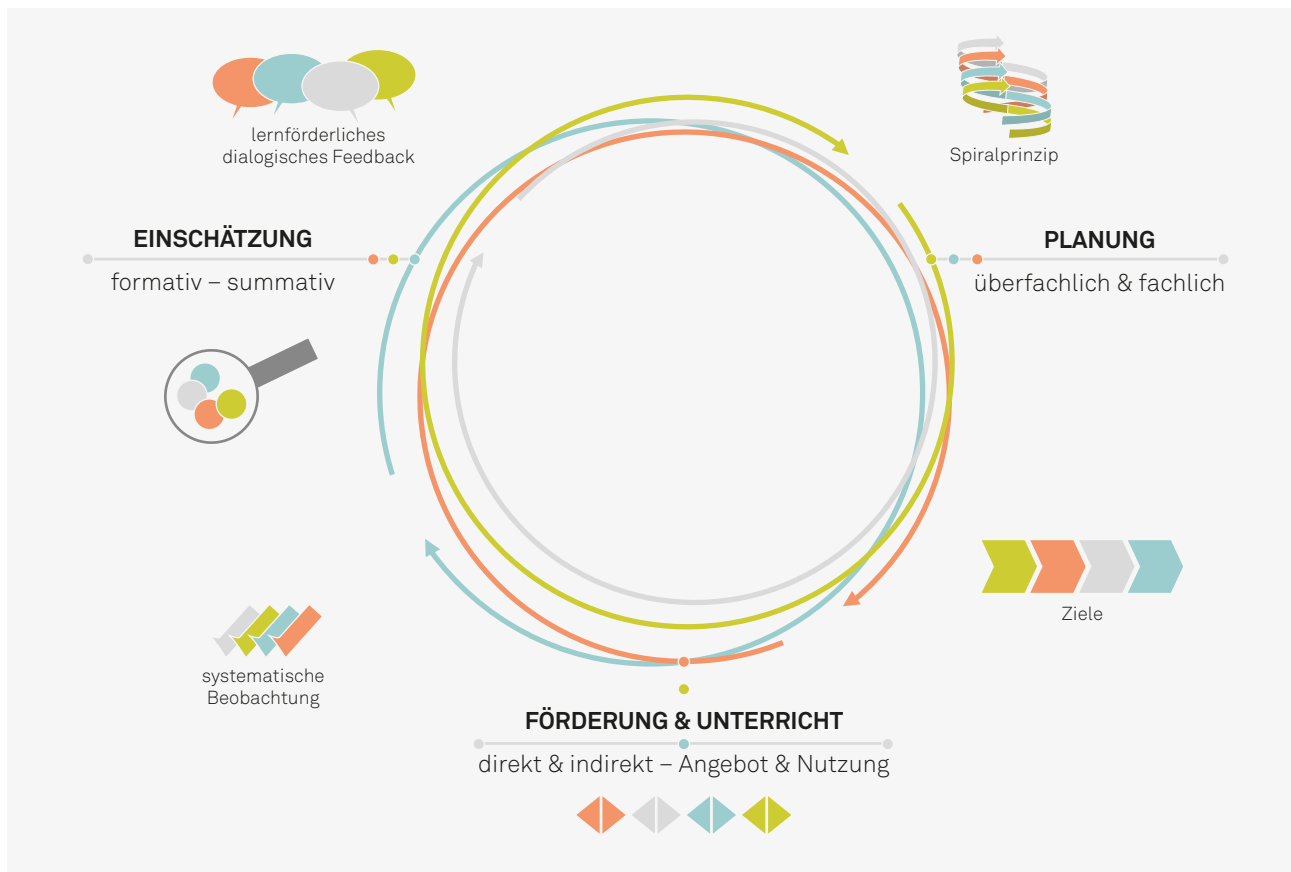 lernförderliches
dialogisches Feedback
Spiralprinzip
EINSCHÄTZUNG
formativ – summativ
PLANUNG
überfachlich & fachlich
Ziele
systematische
Beobachtung
FÖRDERUNG & UNTERRICHT
direkt & indirekt – Angebot & Nutzung